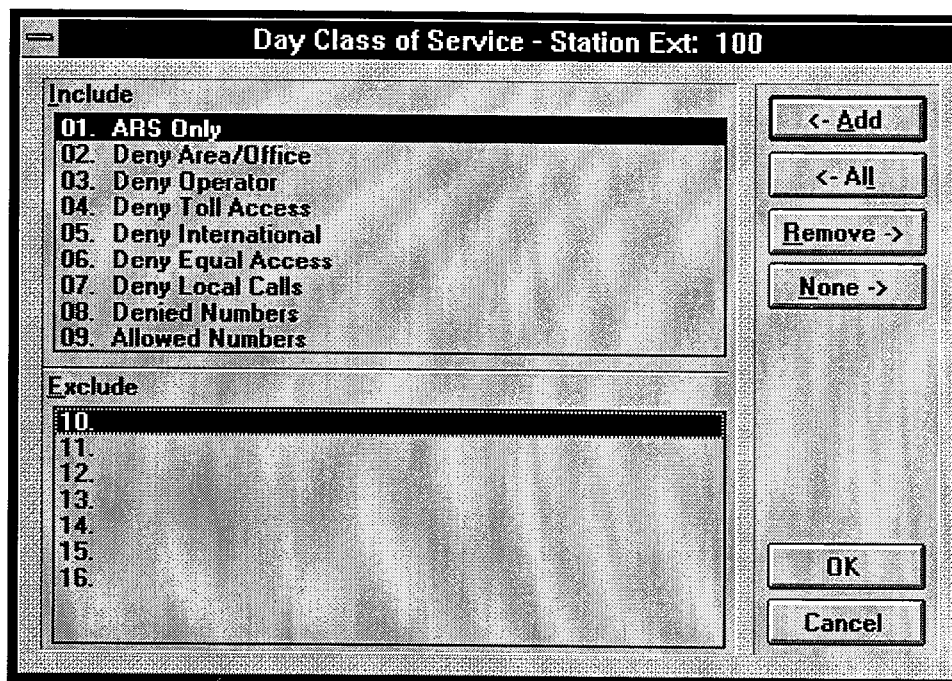 Day Class of Service - Station Ext: 100
Include
01. ARS Only
02. Deny Area/Office
03. Deny Operator
04. Deny Toll Access
05. Deny International
06. Deny Equal Access
07. Deny Local Calls
08. Denied Numbers
09. Allowed Numbers
Exclude
10.
11.
12.
13.
14.
15.
16.
<- Add
<- All
Remove ->
None ->
OK
Cancel